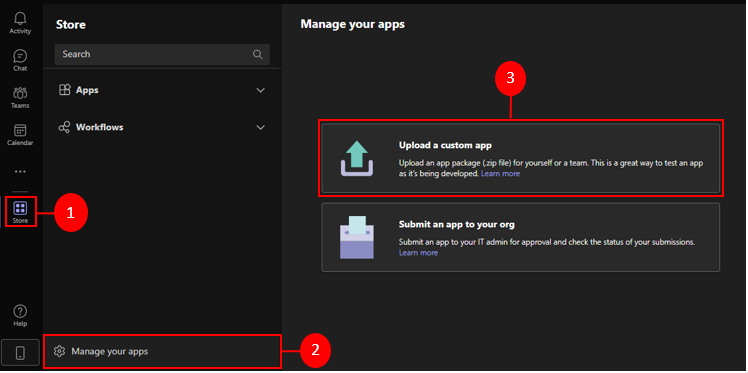 Activity
Chat
Teams
Calendar
Store
Help
Store
Search
Apps
Workflows
Manage your apps
Manage your apps
Upload a custom app
Upload an app package (.zip file) for yourself or a team. This is a great way to test an app
as it's being developed. Learn more
Submit an app to your org
Submit an app to your IT admin for approval and check the status of your submissions.
Learn more
1
2
3